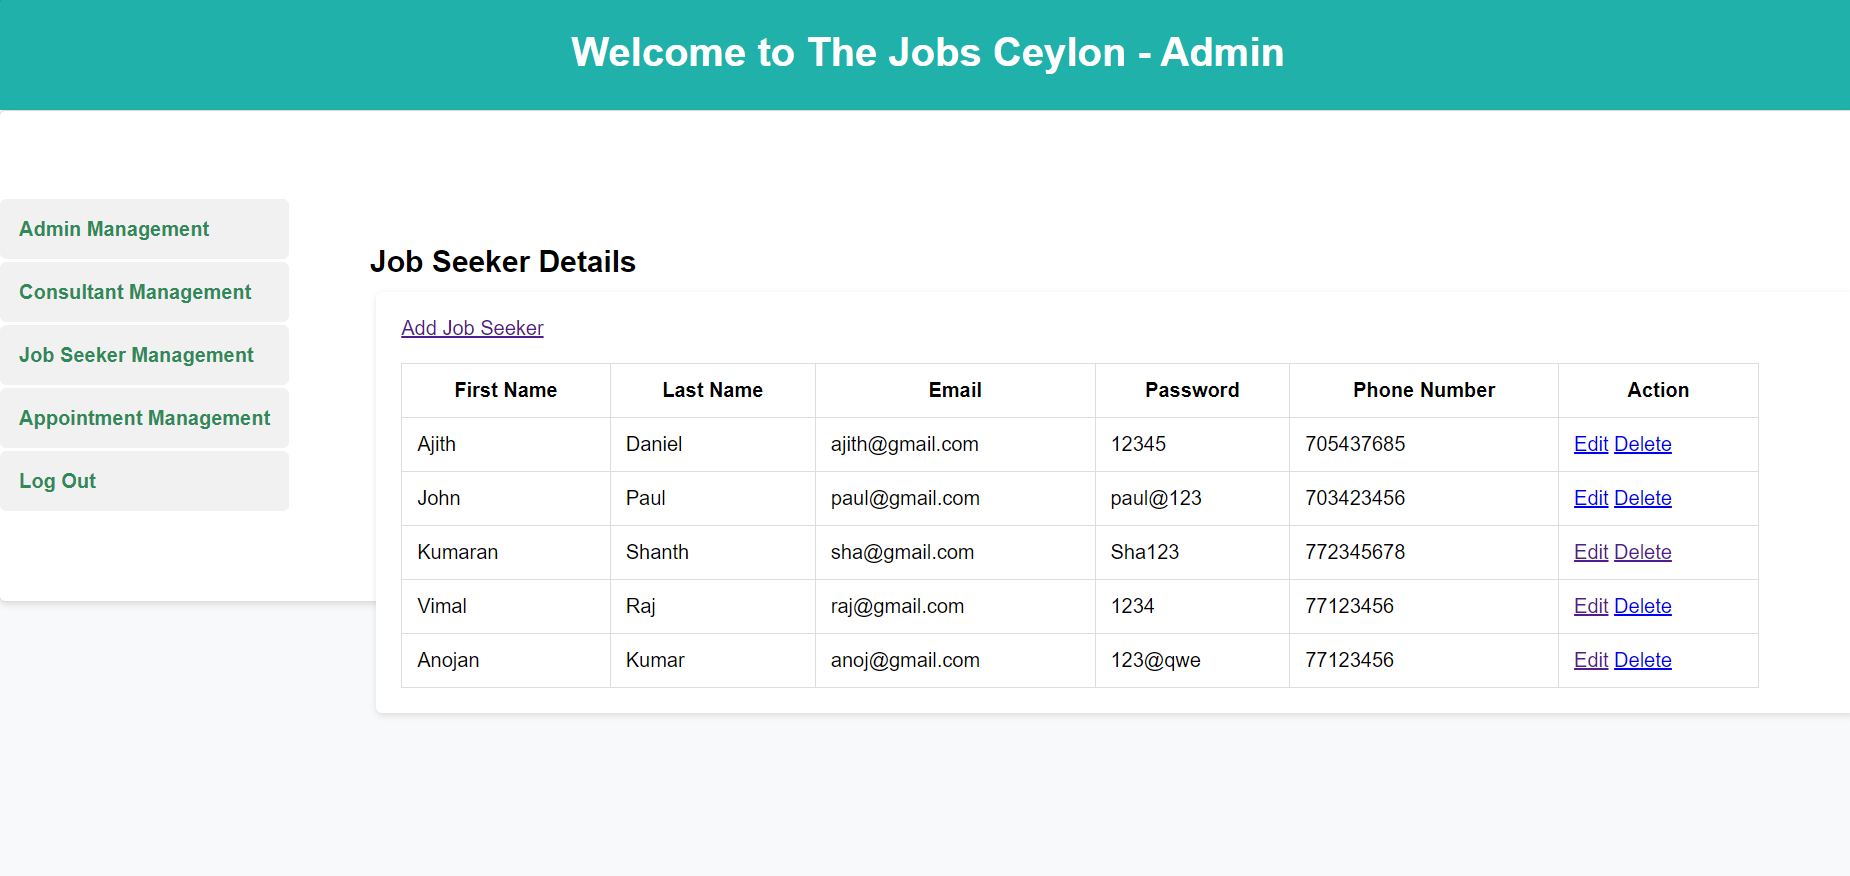 Welcome to The Jobs Ceylon - Admin
Admin Management
Consultant Management
Job Seeker Management
Appointment Management
Log Out
Job Seeker Details
Add Job Seeker
First Name Last Name Email Password Phone Number Action
Ajith Daniel ajith@gmail.com 12345 705437685 Edit Delete
John Paul paul@gmail.com paul@123 703423456 Edit Delete
Kumaran Shanth sha@gmail.com Sha123 772345678 Edit Delete
Vimal Raj raj@gmail.com 1234 77123456 Edit Delete
Anojan Kumar anoj@gmail.com 123@qwe 77123456 Edit Delete